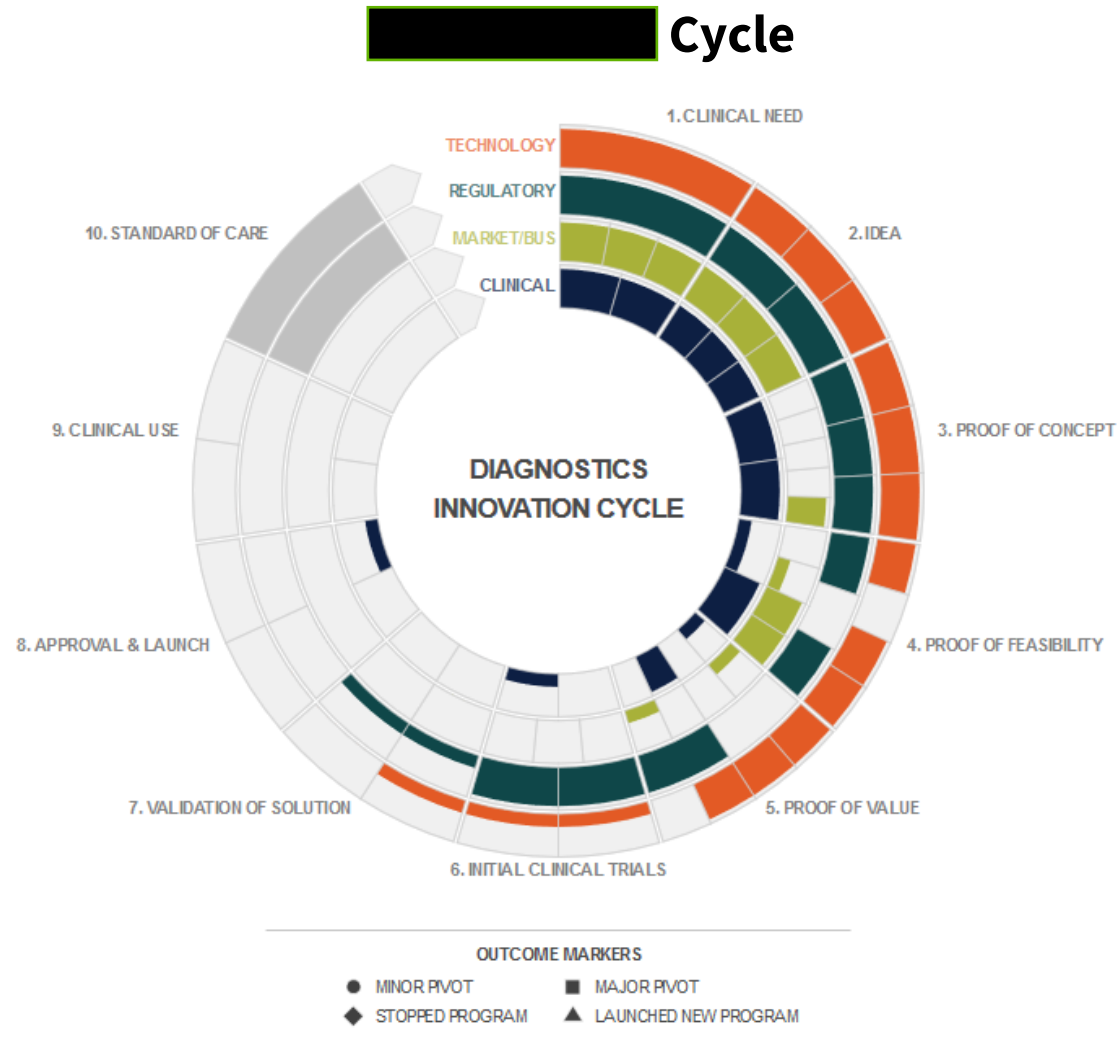 Cycle
1. CLINICAL NEED
TECHNOLOGY
REGULATORY
MARKET/BUS
CLINICAL
2. IDEA
10. STANDARD OF CARE
9. CLINICAL USE
3. PROOF OF CONCEPT
DIAGNOSTICS
INNOVATION CYCLE
8. APPROVAL & LAUNCH
4. PROOF OF FEASIBILITY
7. VALIDATION OF SOLUTION
5. PROOF OF VALUE
6. INITIAL CLINICAL TRIALS
OUTCOME MARKERS
MINOR PIVOT
MAJOR PIVOT
STOPPED PROGRAM
LAUNCHED NEW PROGRAM